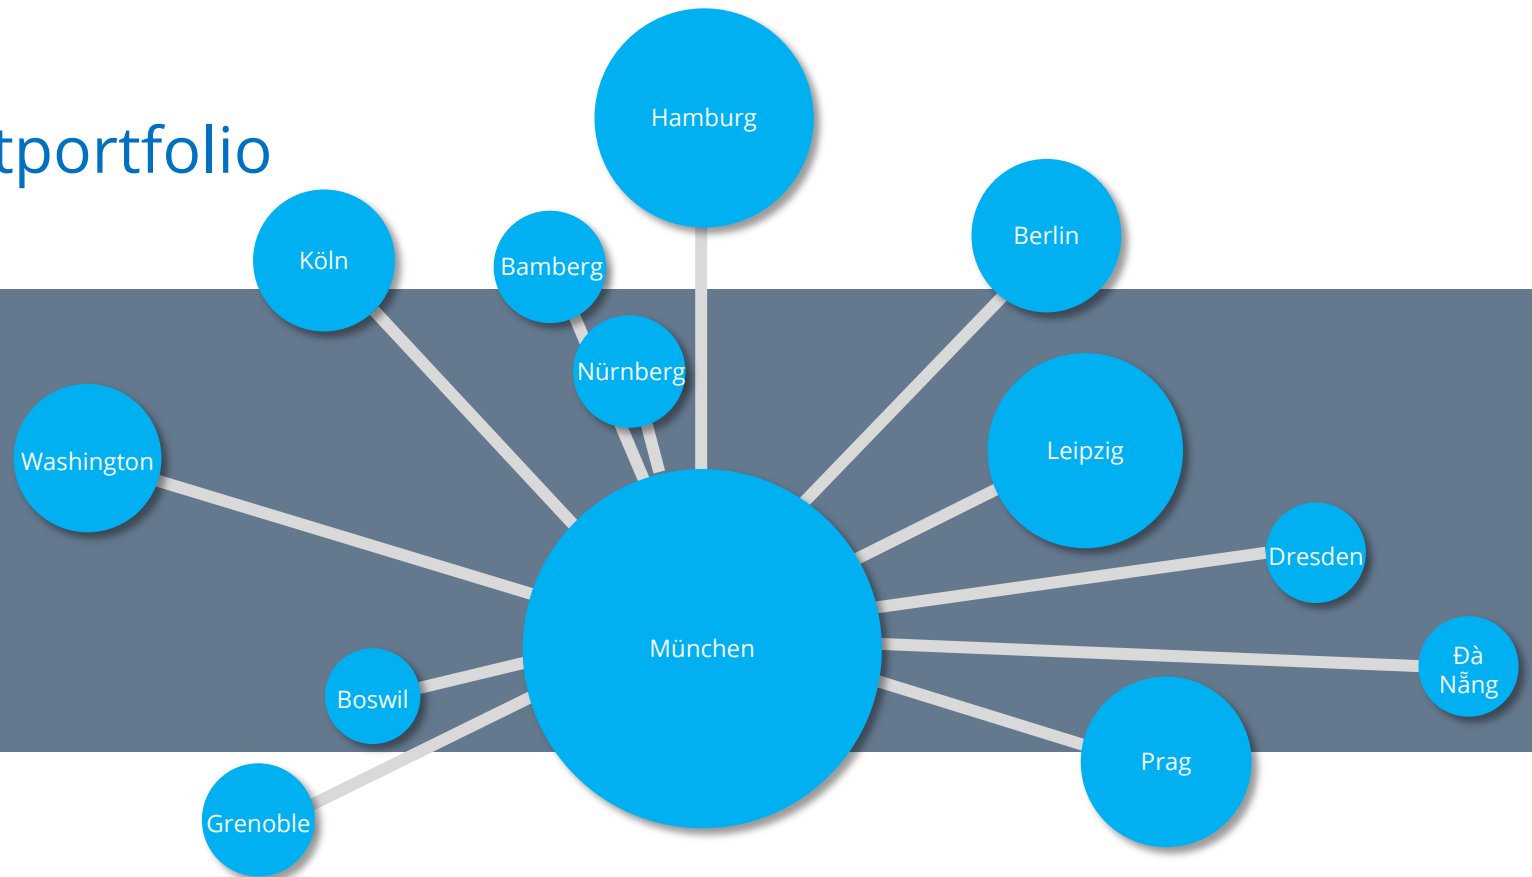 tportfolio
Hamburg
Berlin
Köln
Bamberg
Nürnberg
Leipzig
Washington
Dresden
München
Đà
Nẵng
Boswil
Prag
Grenoble